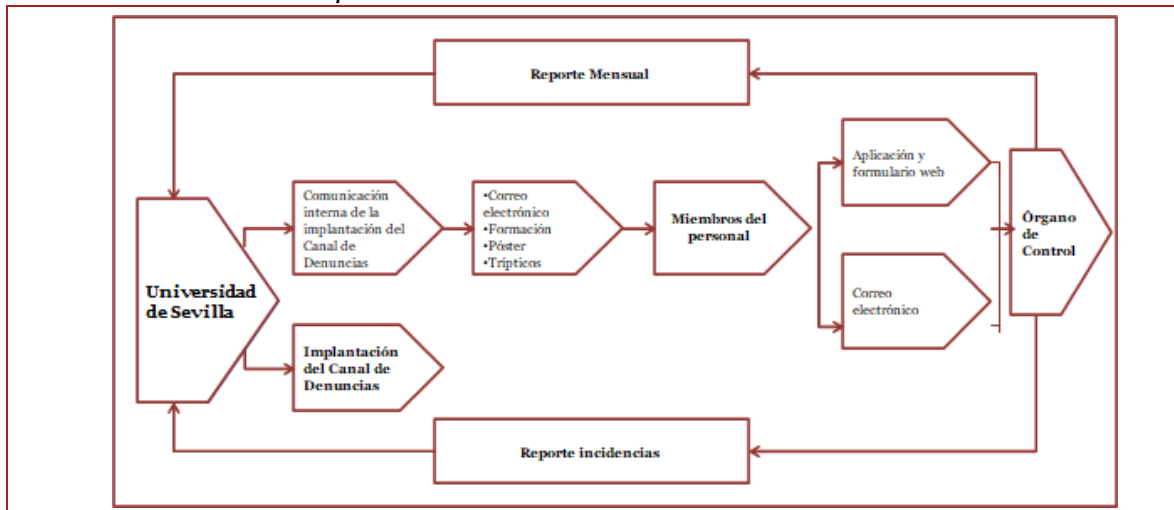 Reporte Mensual
Comunicación
interna de la
implantación del
Canal de
Denuncias
•Correo
electrónico
•Formación
•Póster
•Trípticos
Miembros del
personal
Aplicación y
formulario web
Correo
electrónico
Órgano
de
Control
Universidad
de Sevilla
Implantación
del Canal de
Denuncias
Reporte incidencias